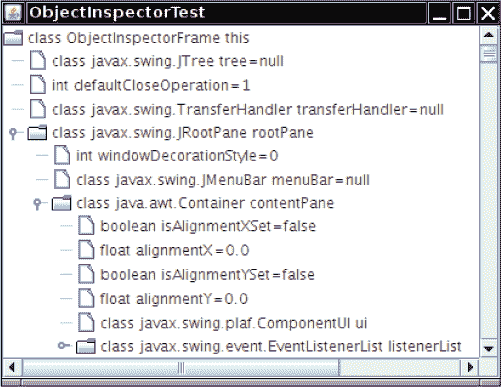 ObjectInspectorTest
class ObjectInspectorFrame this
class javax.swing.JTree tree=null
int defaultCloseOperation=1
class javax.swing.TransferHandler transferHandler=null
class javax.swing.JRootPane rootPane
int windowDecorationStyle=0
class javax.swing.JMenuBar menuBar=null
class java.awt.Container contentPane
boolean isAlignmentXSet=false
float alignmentX=0.0
boolean isAlignmentYSet=false
float alignmentY=0.0
class javax.swing.plaf.ComponentUI ui
class javax.swing.event.EventListenerList listenerList